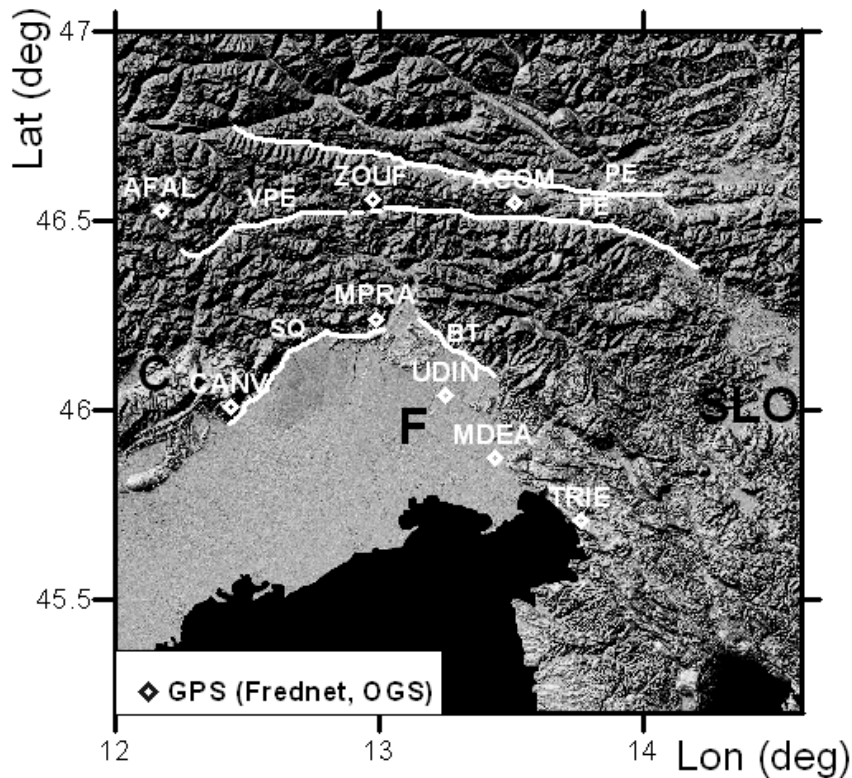 47
Lat (deg)
PE
ZOUF ACOM
AFAL
VPE
PE
46.5
MPRA
SO
BT
C
CANV
UDIN
SLO
46
F
MDEA
TRIE
45.5
GPS (Frednet, OGS)
12
13
14
Lon (deg)